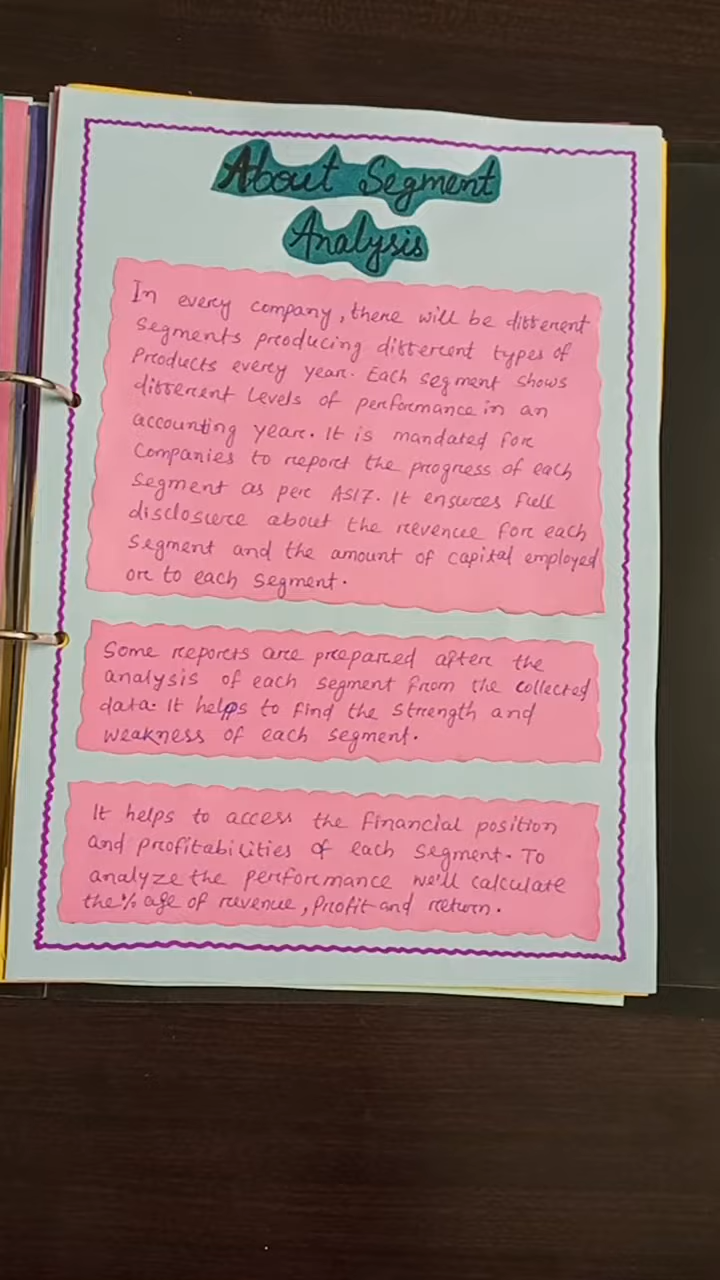 About Segment
Analysis
In every company, there will be different
segments producing different types of
Products every year. Each segment shows
different levels of performance in an
accounting year. It is mandated for
Companies to report the progress of each
Segment as per AS17. It ensures full
disclosure about the revenue for each
Segment and the amount of capital employed
or to each segment.
Some reports are prepared after the
analysis of each segment from the collected
data. It helps to find the strength and
weakness of each segment.
It helps to access the financial position
and profitabilities of each segment. To
analyze the performance we'll calculate
the % age of revenue, profit and return.